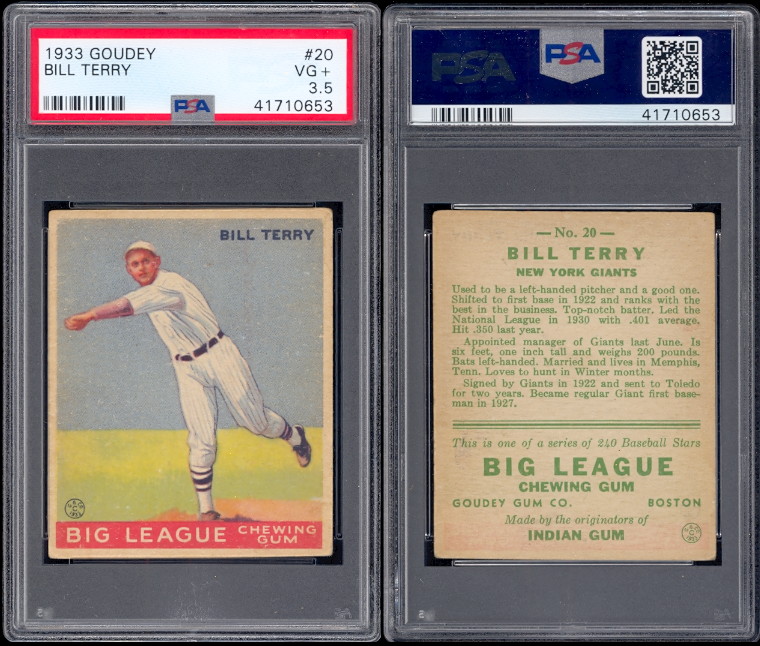 1933 GOUDEY #20
BILL TERRY VG+
3.5
PSA 41710653
BILL TERRY
BIG LEAGUE CHEWING
GUM
PSA PSA
41710653
— No. 20 —
BILL TERRY
NEW YORK GIANTS
Used to be a left-handed pitcher and a good one.
Shifted to first base in 1922 and ranks with the
best in the business. Top-notch batter. Led the
National League in 1930 with .401 average.
Hit .350 last year.
Appointed manager of Giants last June. Is
six feet, one inch tall and weighs 200 pounds.
Bats left-handed. Married and lives in Memphis,
Tenn. Loves to hunt in Winter months.
Signed by Giants in 1922 and sent to Toledo
for two years. Became regular Giant first base-
man in 1927.
This is one of a series of 240 Baseball Stars
BIG LEAGUE
CHEWING GUM
GOUDEY GUM CO. BOSTON
Made by the originators of
INDIAN GUM